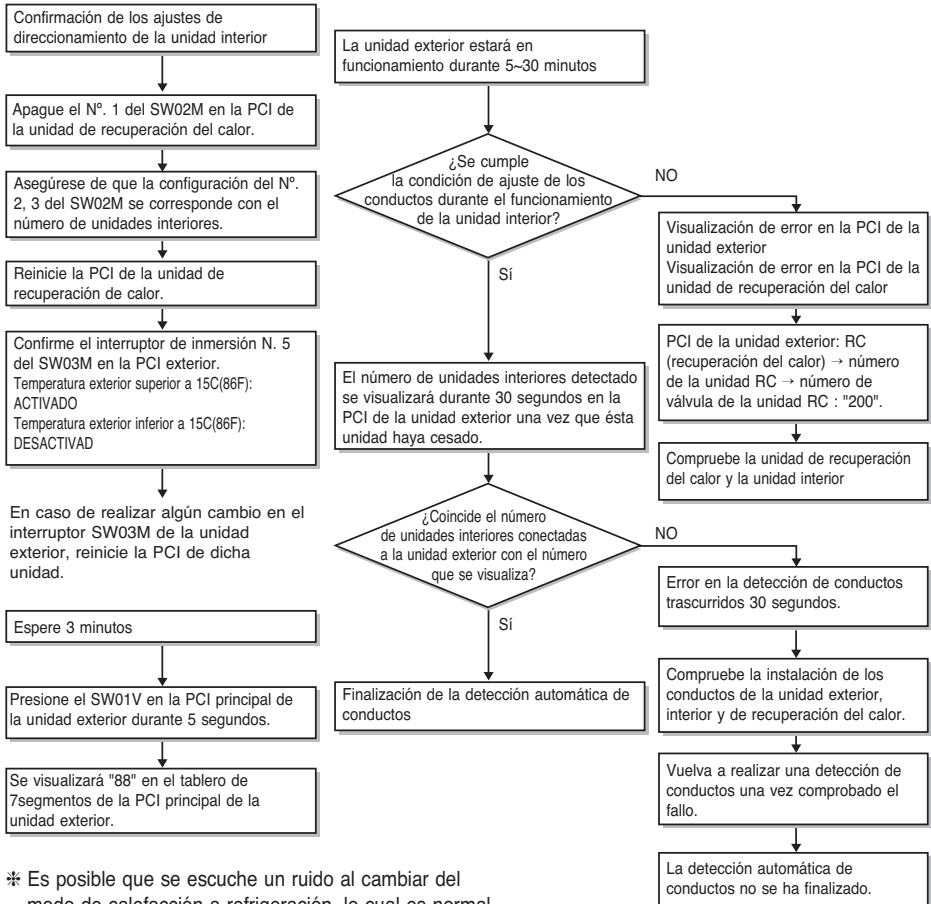 Confirmación de los ajustes de
direccionamiento de la unidad interior
Apague el Nº. 1 del SW02M en la PCI de
la unidad de recuperación del calor.
Asegúrese de que la configuración del Nº.
2, 3 del SW02M se corresponde con el
número de unidades interiores.
Reinicie la PCI de la unidad de
recuperación de calor.
Confirme el interruptor de inmersión N. 5
del SW03M en la PCI exterior.
Temperatura exterior superior a 15C(86F):
ACTIVADO
Temperatura exterior inferior a 15C(86F):
DESACTIVAD
En caso de realizar algún cambio en el
interruptor SW03M de la unidad
exterior, reinicie la PCI de dicha
unidad.
Espere 3 minutos
Presione el SW01V en la PCI principal de
la unidad exterior durante 5 segundos.
Se visualizará "88" en el tablero de
7segmentos de la PCI principal de la
unidad exterior.
La unidad exterior estará en
funcionamiento durante 5~30 minutos
¿Se cumple
la condición de ajuste de los
conductos durante el funcionamiento
de la unidad interior?
NO
Sí
El número de unidades interiores detectado
se visualizará durante 30 segundos en la
PCI de la unidad exterior una vez que ésta
unidad haya cesado.
¿Coincide el número
de unidades interiores conectadas
a la unidad exterior con el número
que se visualiza?
NO
Sí
Finalización de la detección automática de
conductos
Visualización de error en la PCI de la
unidad exterior
Visualización de error en la PCI de la
unidad de recuperación del calor
PCI de la unidad exterior: RC
(recuperación del calor) → número
de la unidad RC → número de
válvula de la unidad RC : "200".
Compruebe la unidad de recuperación
del calor y la unidad interior
Error en la detección de conductos
trascurridos 30 segundos.
Compruebe la instalación de los
conductos de la unidad exterior,
interior y de recuperación del calor.
Vuelva a realizar una detección de
conductos una vez comprobado el
fallo.
La detección automática de
conductos no se ha finalizado.
❈ Es posible que se escuche un ruido al cambiar del
modo de calefacción a refrigeración, lo cual es normal